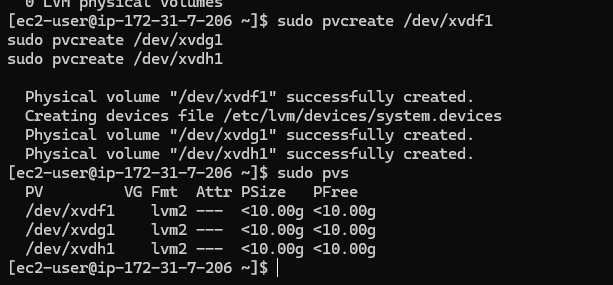 0 LVM physical volumes
[ec2-user@ip-172-31-7-206 ~]$ sudo pvcreate /dev/xvdf1
sudo pvcreate /dev/xvdg1
sudo pvcreate /dev/xvdh1
Physical volume "/dev/xvdf1" successfully created.
Creating devices file /etc/lvm/devices/system.devices
Physical volume "/dev/xvdg1" successfully created.
Physical volume "/dev/xvdh1" successfully created.
[ec2-user@ip-172-31-7-206 ~]$ sudo pvs
PV VG Fmt Attr PSize PFree
/dev/xvdf1 lvm2 --- <10.00g <10.00g
/dev/xvdg1 lvm2 --- <10.00g <10.00g
/dev/xvdh1 lvm2 --- <10.00g <10.00g
[ec2-user@ip-172-31-7-206 ~]$